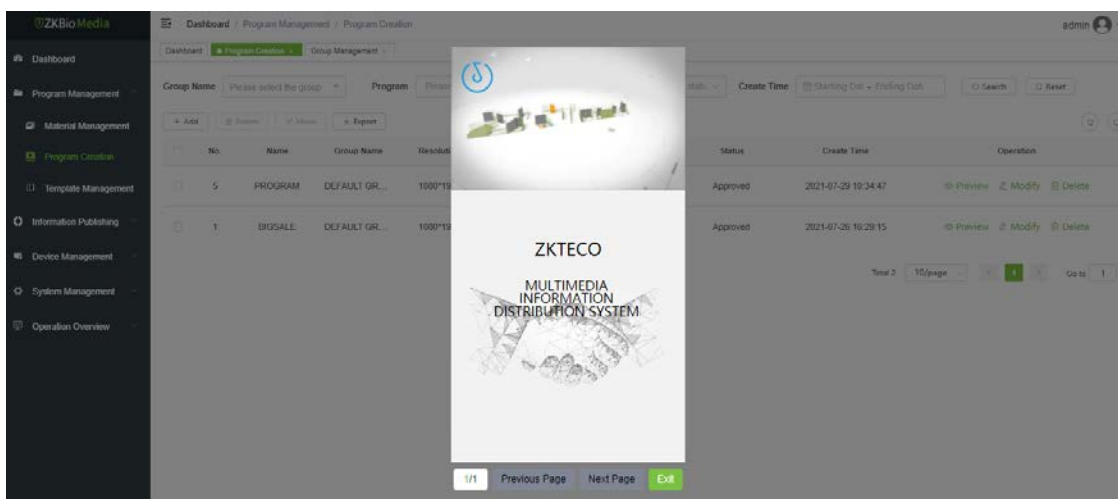 ZKBio Media
Dashboard / Program Management / Program Creation
admin
Dashboard
Program Creation
Group Management
Dashboard
Program Management
Material Management
Program Creation
Template Management
Information Publishing
Device Management
System Management
Operation Overview
Group Name
Please select the group
Program
Create Time
Search
Reset
+ Add
Export
No.
Name
Group Name
Status
Create Time
Operation
5
PROGRAM
DEFAULT GR...
Approved
2021-07-29 10:34:47
Preview
Modify
Delete
1
BIGSALE
DEFAULT GR...
Approved
2021-07-26 16:29:15
Preview
Modify
Delete
Total 2
10/page
1
Go to
1
ZKTECO
MULTIMEDIA
INFORMATION
DISTRIBUTION SYSTEM
1/1
Previous Page
Next Page
Exit